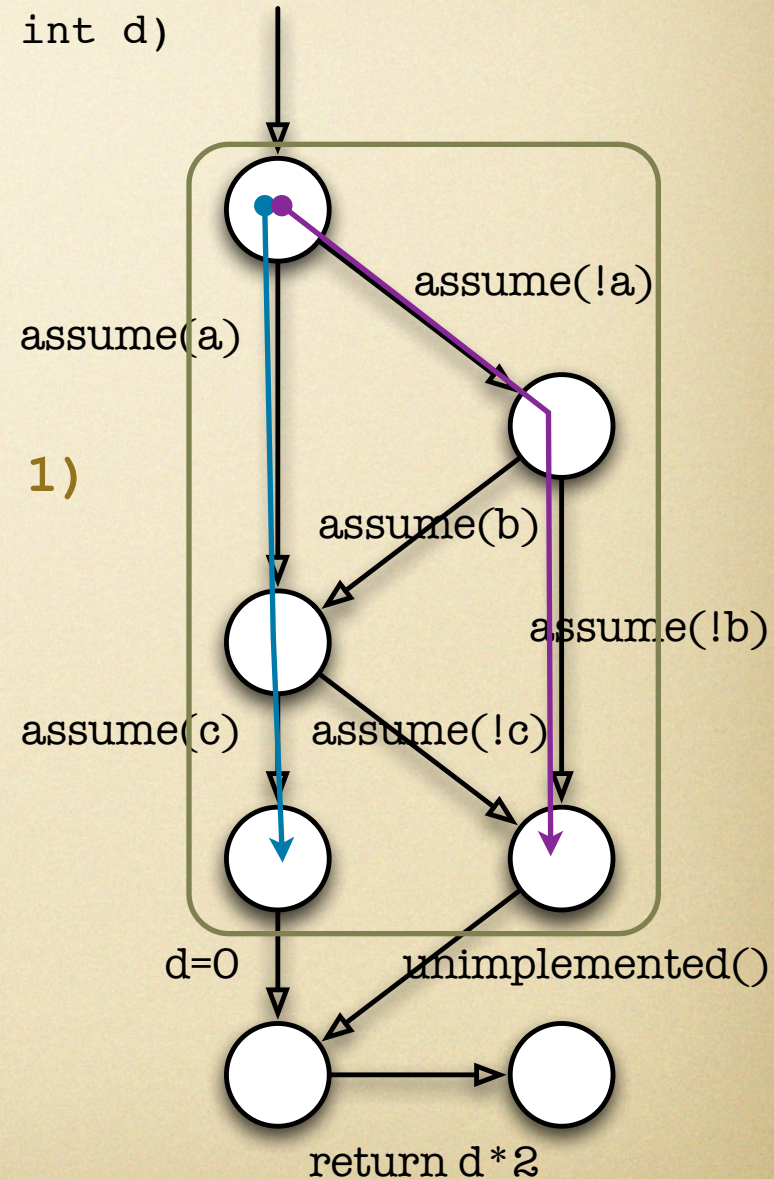 int d)
assume(!a)
assume(a)
1)
assume(b)
assume(!b)
assume(c)
assume(!c)
d=0
unimplemented()
return d*2